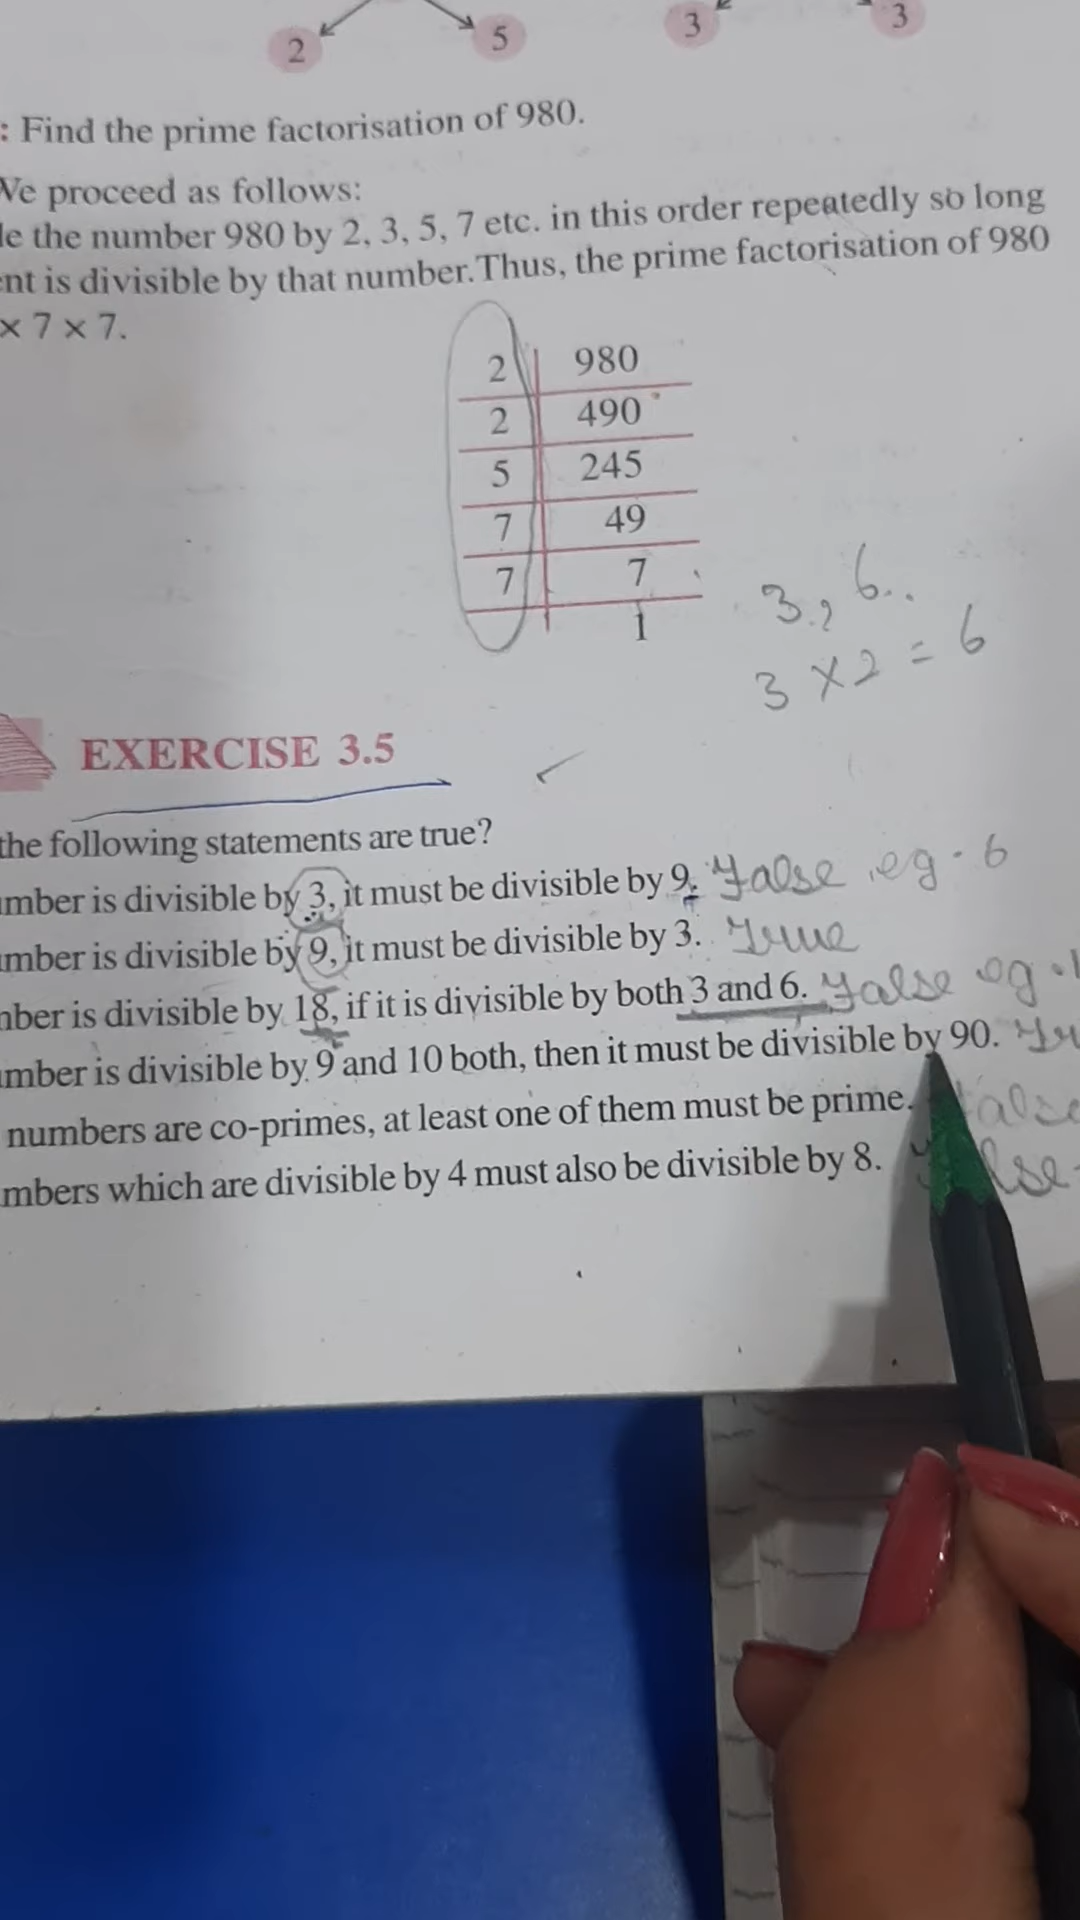 2 5 3 3
: Find the prime factorisation of 980.
We proceed as follows:
the number 980 by 2, 3, 5, 7 etc. in this order repeatedly so long
is divisible by that number.Thus, the prime factorisation of 980
× 7 × 7.
2 980
2 490
5 245
7 49
7 7
1
3, 6..
3 × 2 = 6
EXERCISE 3.5
the following statements are true?
mber is divisible by 3, it must be divisible by 9. False eg. 6
mber is divisible by 9, it must be divisible by 3. True
ber is divisible by 18, if it is divisible by both 3 and 6. False eg.
mber is divisible by 9 and 10 both, then it must be divisible by 90.
numbers are co-primes, at least one of them must be prime.
mbers which are divisible by 4 must also be divisible by 8.